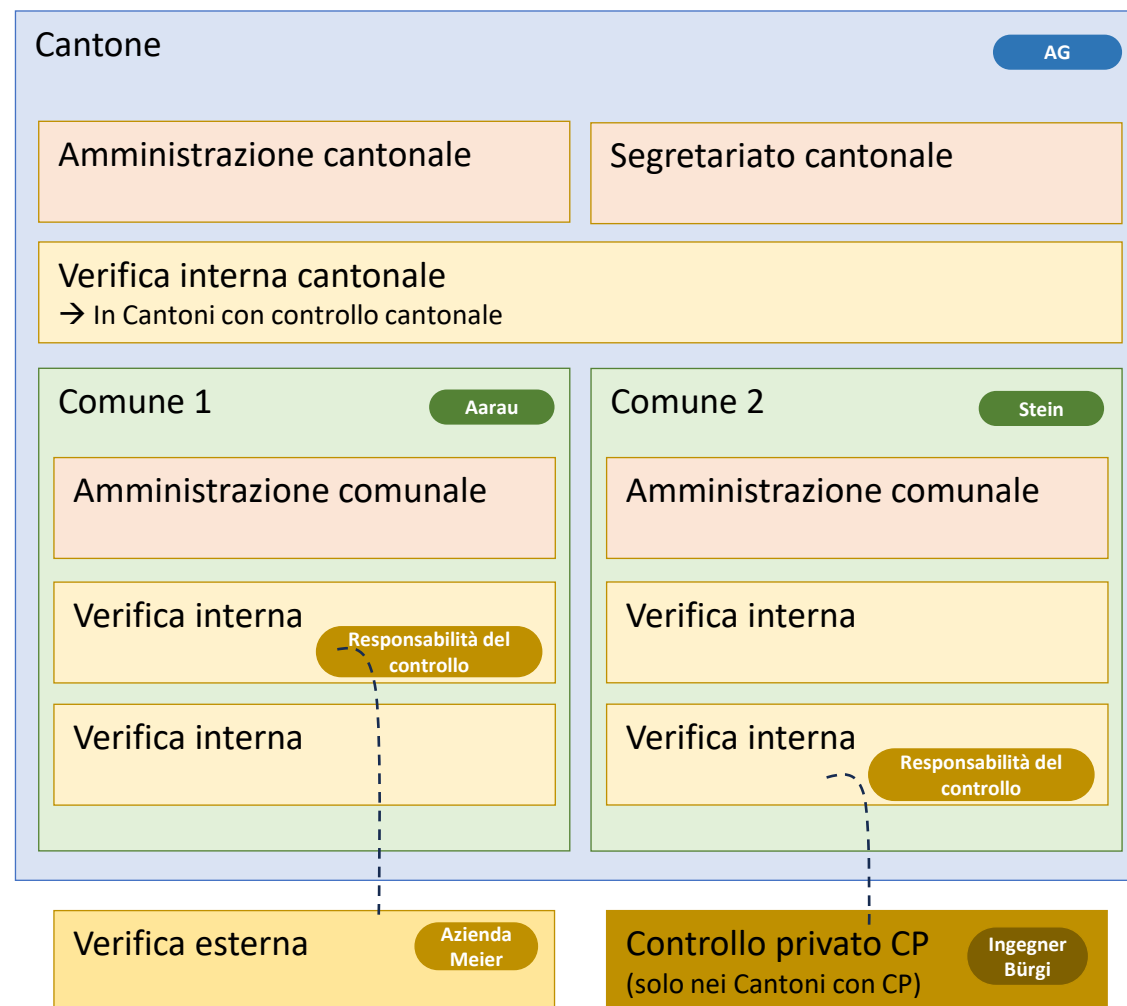 Cantone
AG
Amministrazione cantonale
Segretariato cantonale
Verifica interna cantonale
→ In Cantoni con controllo cantonale
Comune 1
Aarau
Amministrazione comunale
Verifica interna
Responsabilità del
controllo
Verifica interna
Comune 2
Stein
Amministrazione comunale
Verifica interna
Verifica interna
Responsabilità del
controllo
Verifica esterna
Azienda
Meier
Controllo privato CP
(solo nei Cantoni con CP)
Ingegner
Bürgi